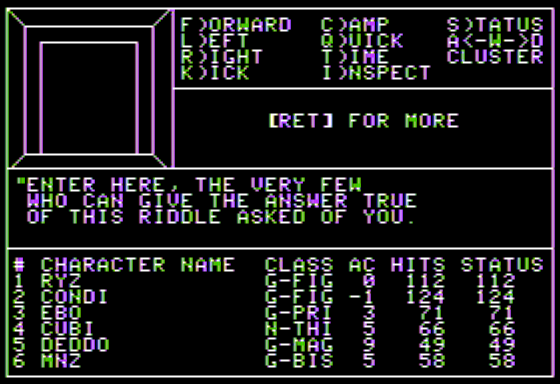 F)ORWARD C)AMP S)TATUS
L)EFT Q)UICK A<-W->D
R)IGHT T)IME CLUSTER
K)ICK I)NSPECT
[RET] FOR MORE
"ENTER HERE, THE VERY FEW
WHO CAN GIVE THE ANSWER TRUE
OF THIS RIDDLE ASKED OF YOU.
# CHARACTER NAME CLASS AC HITS STATUS
1 RYZ G-FIG 0 112 112
2 CONDI G-FIG -1 124 124
3 EBO G-PRI 3 71 71
4 CUBI N-THI 5 66 66
5 DEDDO G-MAG 9 49 49
6 MNZ G-BIS 5 58 58